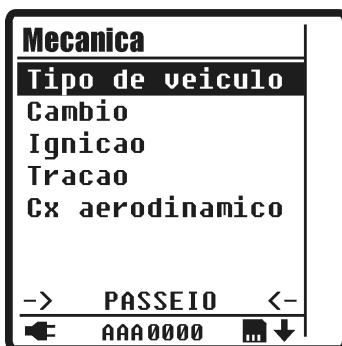 Mecanica
Tipo de veiculo
Cambio
Ignicao
Tracao
Cx aerodinamico
-> PASSEIO <-
AAA0000